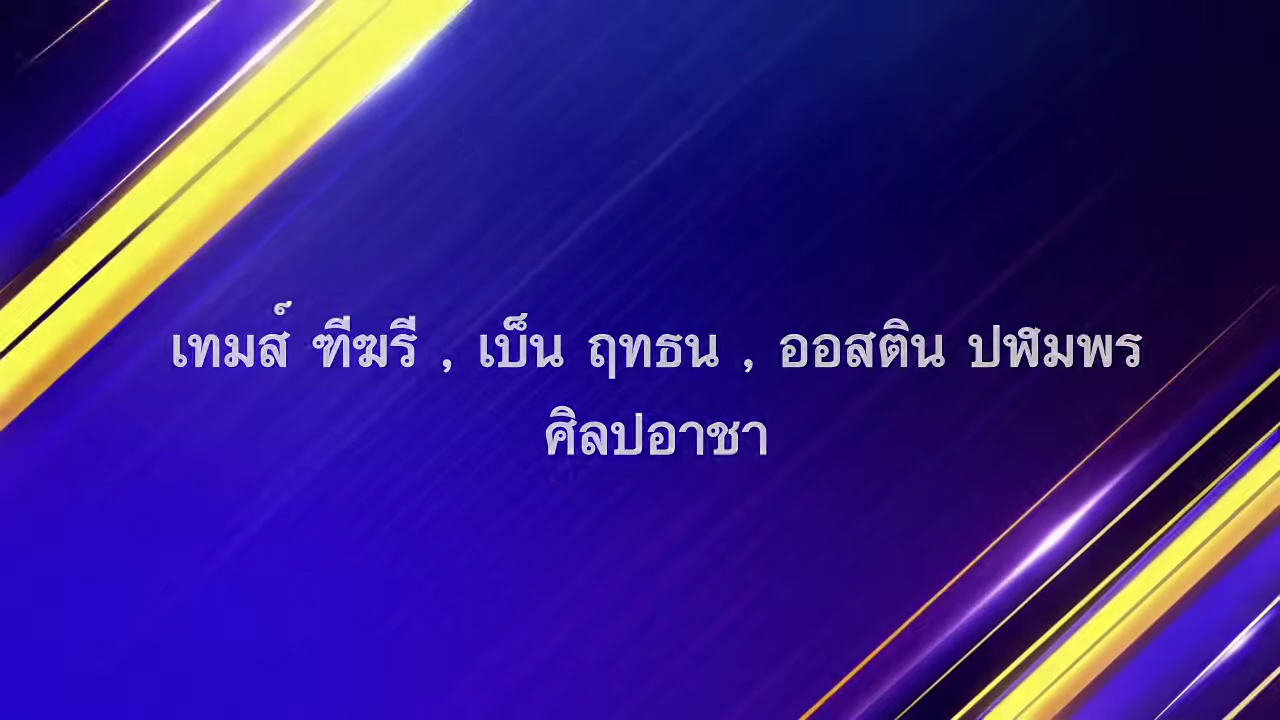 เทมส์ ฑีฆรี , เบ็น ฤทธน , ออสติน ปฬีมพร
ศิลปอาชา